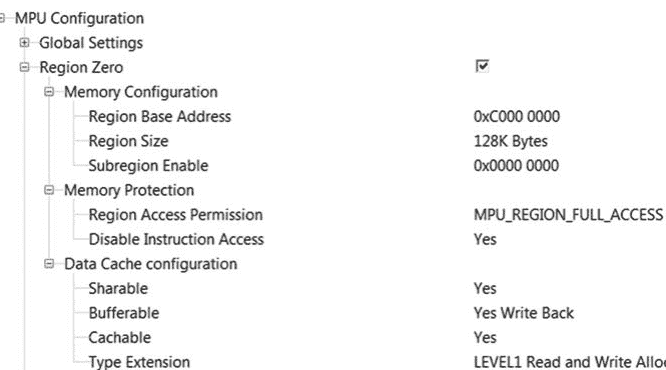 MPU Configuration
Global Settings
Region Zero
Memory Configuration
Region Base Address 0xC000 0000
Region Size 128K Bytes
Subregion Enable 0x0000 0000
Memory Protection
Region Access Permission MPU_REGION_FULL_ACCESS
Disable Instruction Access Yes
Data Cache configuration
Sharable Yes
Bufferable Yes Write Back
Cachable Yes
Type Extension LEVEL1 Read and Write